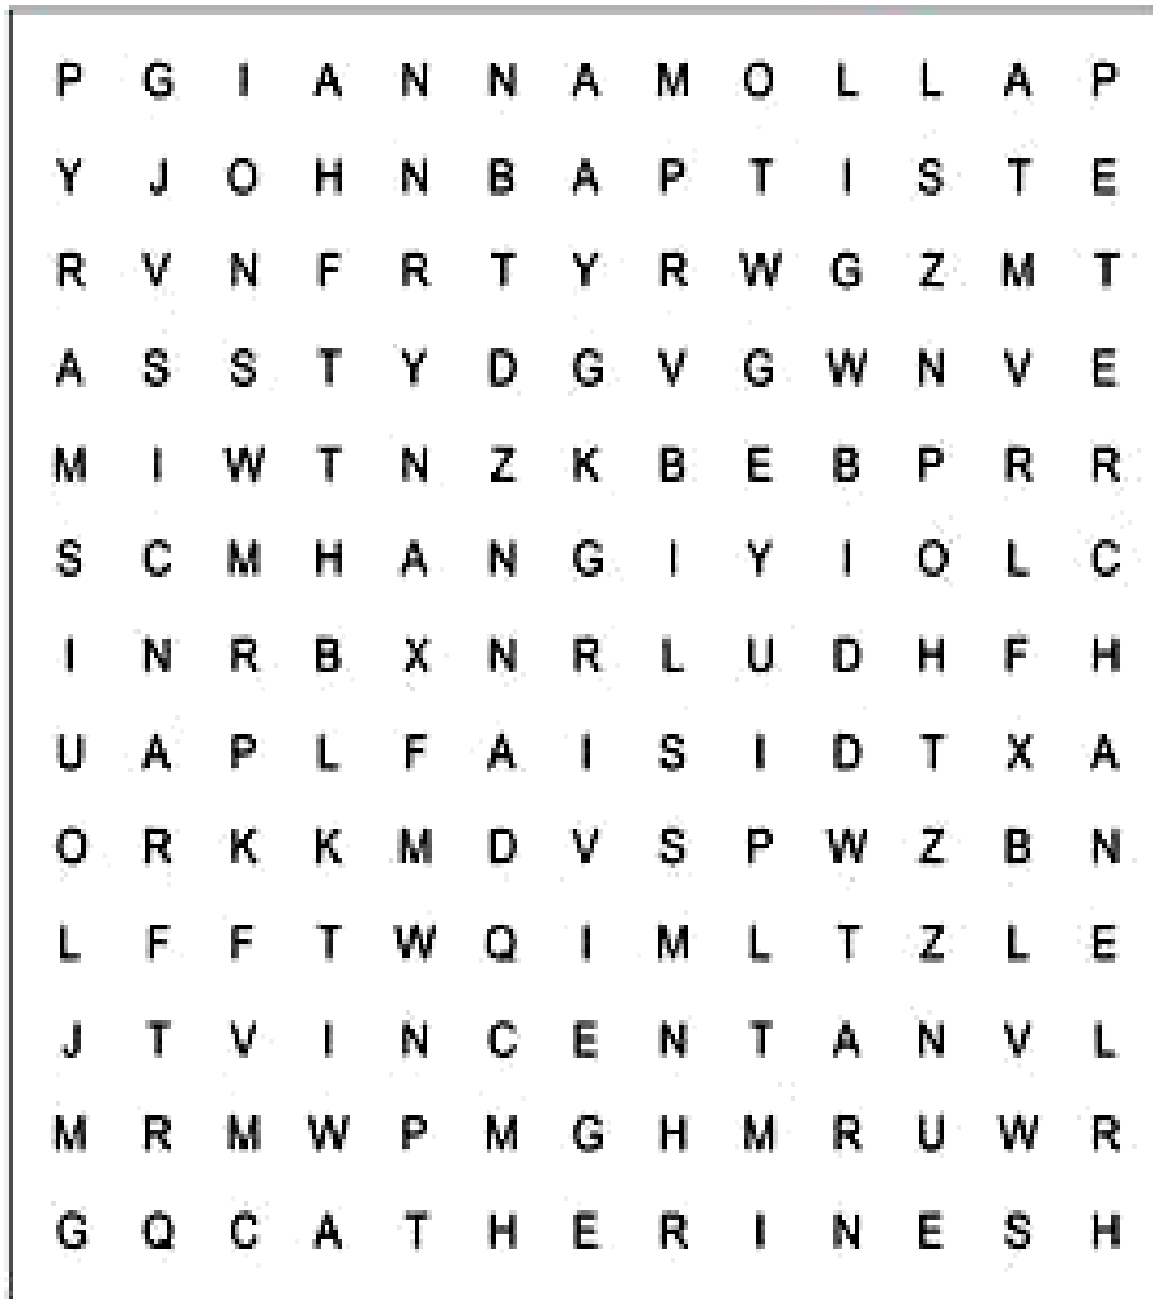 P G I A N N A M O L L A P
Y J O H N B A P T I S T E
R V N F R T Y R W G Z M T
A S S T Y D G V G W N V E
M I W T N Z K B E B P R R
S C M H A N G I Y I O L C
I N R B X N R L U D H F H
U A P L F A I S I D T X A
O R K K M D V S P W Z B N
L F F T W Q I M L T Z L E
J T V I N C E N T A N V L
M R M W P M G H M R U W R
G Q C A T H E R I N E S H